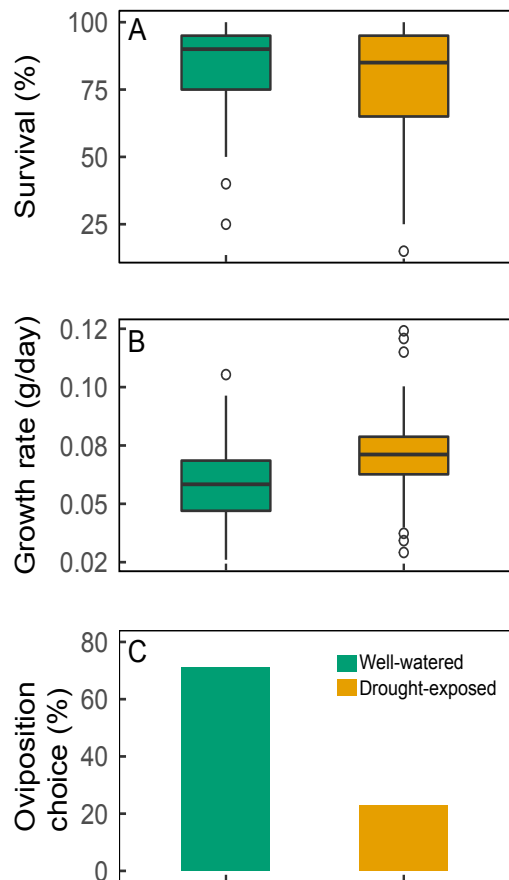 A
Survival (%)
100
75
50
25
B
Growth rate (g/day)
0.12
0.10
0.08
0.05
0.02
C
Oviposition
choice (%)
80
60
40
20
0
Well-watered
Drought-exposed